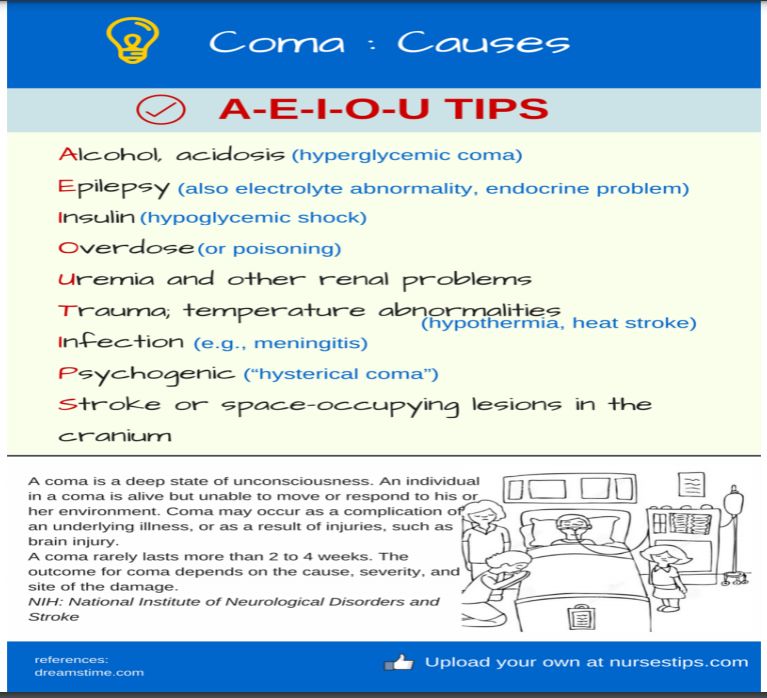 Coma : Causes
A-E-I-O-U TIPS
Alcohol, acidosis (hyperglycemic coma)
Epilepsy (also electrolyte abnormality, endocrine problem)
Insulin (hypoglycemic shock)
Overdose (or poisoning)
Uremia and other renal problems
Trauma; temperature abnormalities
(hypothermia, heat stroke)
Infection (e.g., meningitis)
Psychogenic (“hysterical coma”)
Stroke or space-occupying lesions in the
cranium
A coma is a deep state of unconsciousness. An individual
in a coma is alive but unable to move or respond to his or
her environment. Coma may occur as a complication of
an underlying illness, or as a result of injuries, such as
brain injury.
A coma rarely lasts more than 2 to 4 weeks. The
outcome for coma depends on the cause, severity, and
site of the damage.
NIH: National Institute of Neurological Disorders and
Stroke
references:
dreamstime.com
Upload your own at nursestips.com